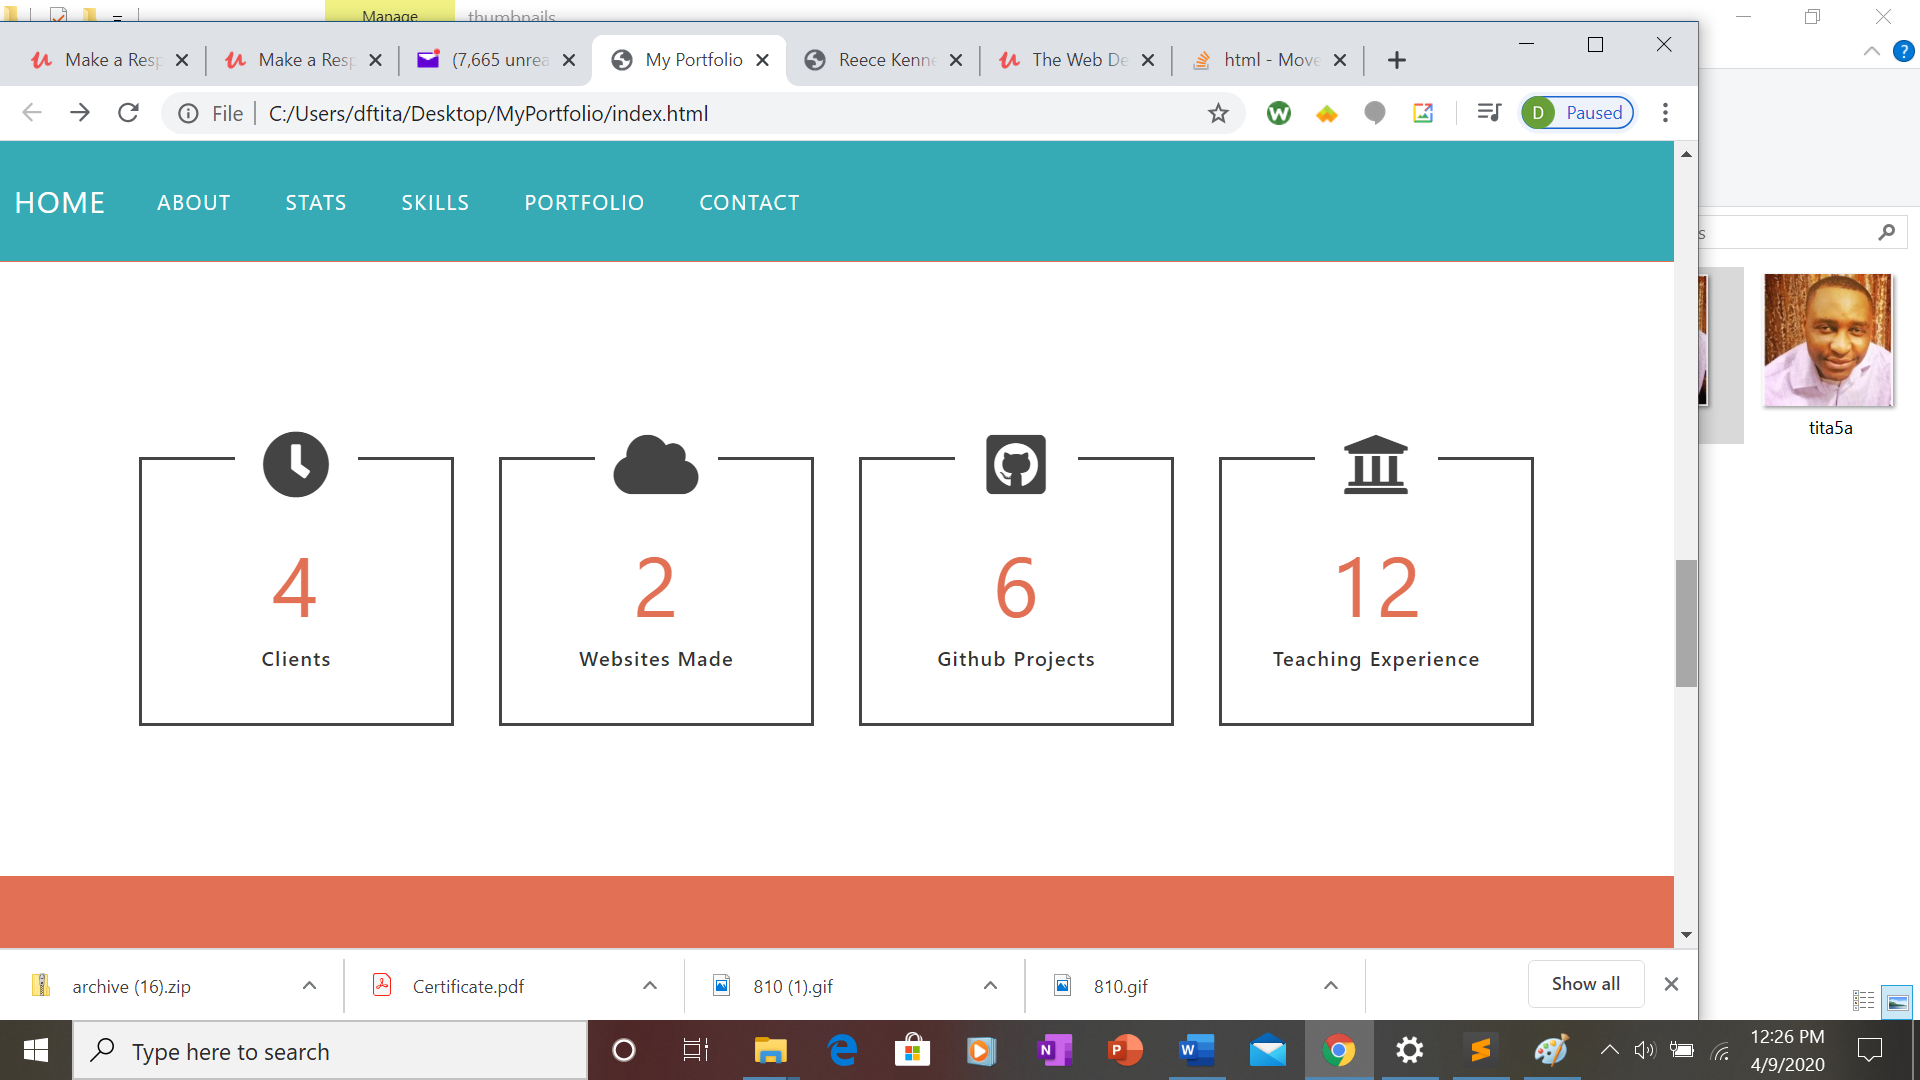 Manage
thumbnails
Make a Resp
Make a Resp
(7,665 unrea
My Portfolio
Reece Kenne
The Web De
html - Move
File
C:/Users/dftita/Desktop/MyPortfolio/index.html
W
D
Paused
?
HOME
ABOUT
STATS
SKILLS
PORTFOLIO
CONTACT
s
tita5a
4
Clients
2
Websites Made
6
Github Projects
12
Teaching Experience
archive (16).zip
Certificate.pdf
810 (1).gif
810.gif
Show all
Type here to search
N
P
W
12:26 PM
4/9/2020